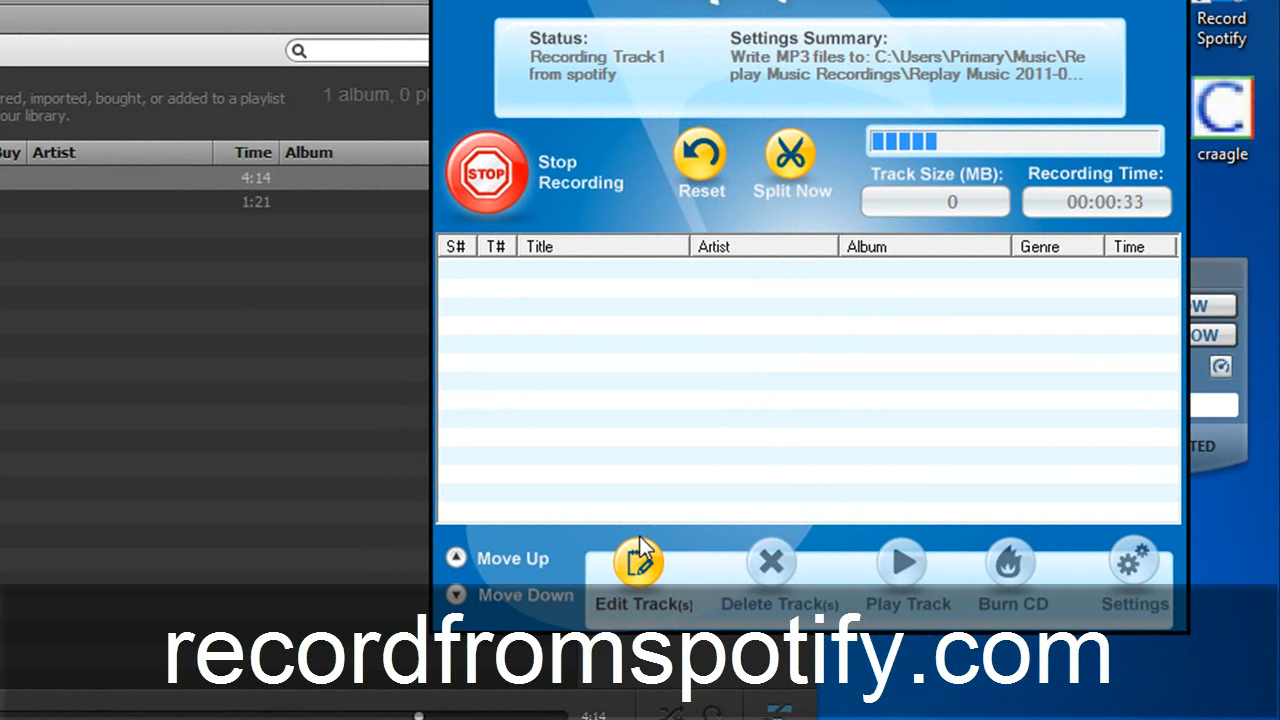 Record
Spotify
Status:
Recording Track1
from spotify
Settings Summary:
Write MP3 files to: C:\Users\Primary\Music\Re
play Music Recordings\Replay Music 2011-0...
red, imported, bought, or added to a playlist
our library.
1 album, 0 pl
craagle
STOP
Stop
Recording
Reset
Split Now
Track Size (MB):
0
Recording Time:
00:00:33
Buy Artist Time Album
4:14
1:21
S# T# Title Artist Album Genre Time
OW
OW
TED
Move Up
Move Down
Edit Track(s)
Delete Track(s)
Play Track
Burn CD
Settings
recordfromspotify.com
4:14